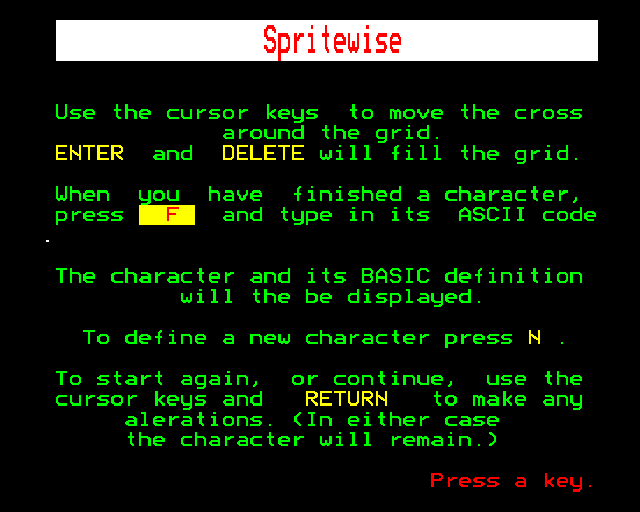 Spritewise
Use the cursor keys  to move the cross
around the grid.
ENTER  and  DELETE will fill the grid.
When  you  have  finished a character,
press  F  and type in its  ASCII code
.
The character and its BASIC definition
will the be displayed.
To define a new character press N .
To start again,  or continue,  use the
cursor keys and   RETURN   to make any
alerations. (In either case
the character will remain.)
Press a key.